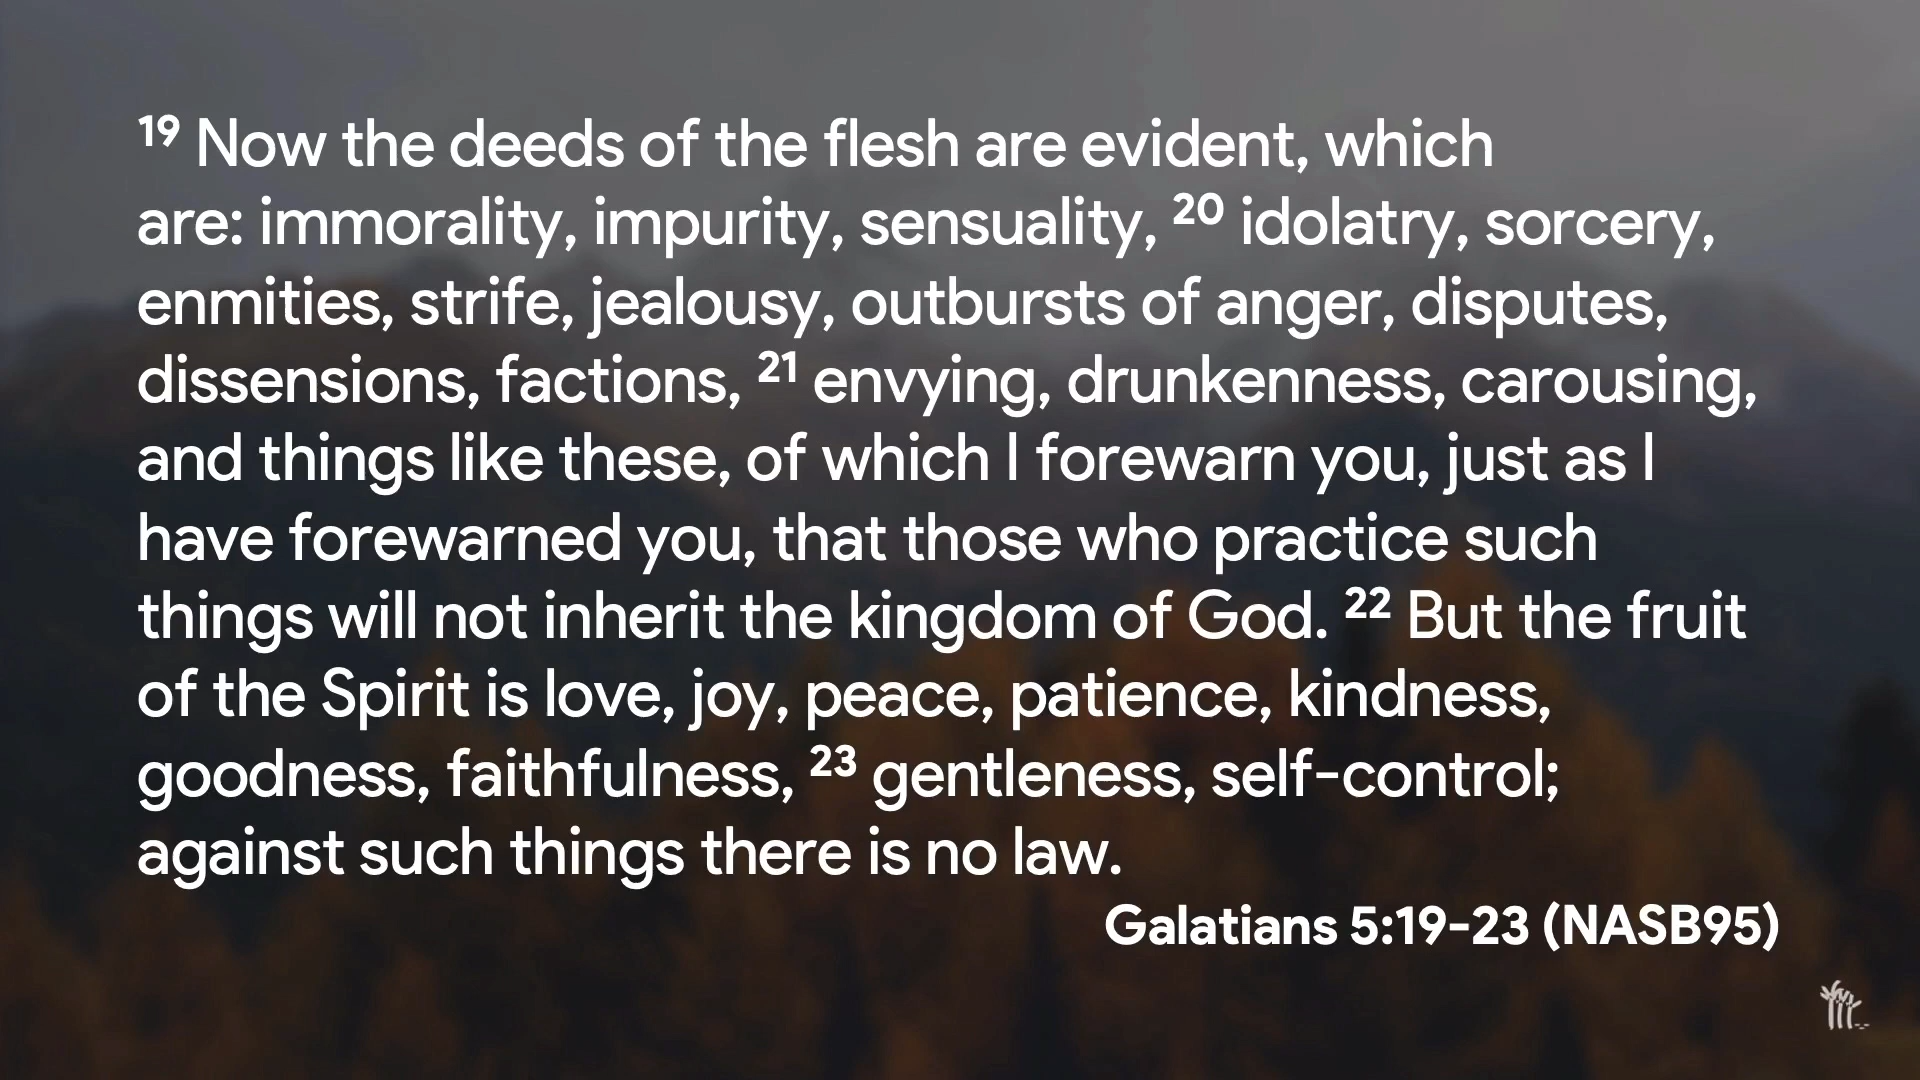 19 Now the deeds of the flesh are evident, which
are: immorality, impurity, sensuality, 20 idolatry, sorcery,
enmities, strife, jealousy, outbursts of anger, disputes,
dissensions, factions, 21 envying, drunkenness, carousing,
and things like these, of which I forewarn you, just as I
have forewarned you, that those who practice such
things will not inherit the kingdom of God. 22 But the fruit
of the Spirit is love, joy, peace, patience, kindness,
goodness, faithfulness, 23 gentleness, self-control;
against such things there is no law.
Galatians 5:19-23 (NASB95)